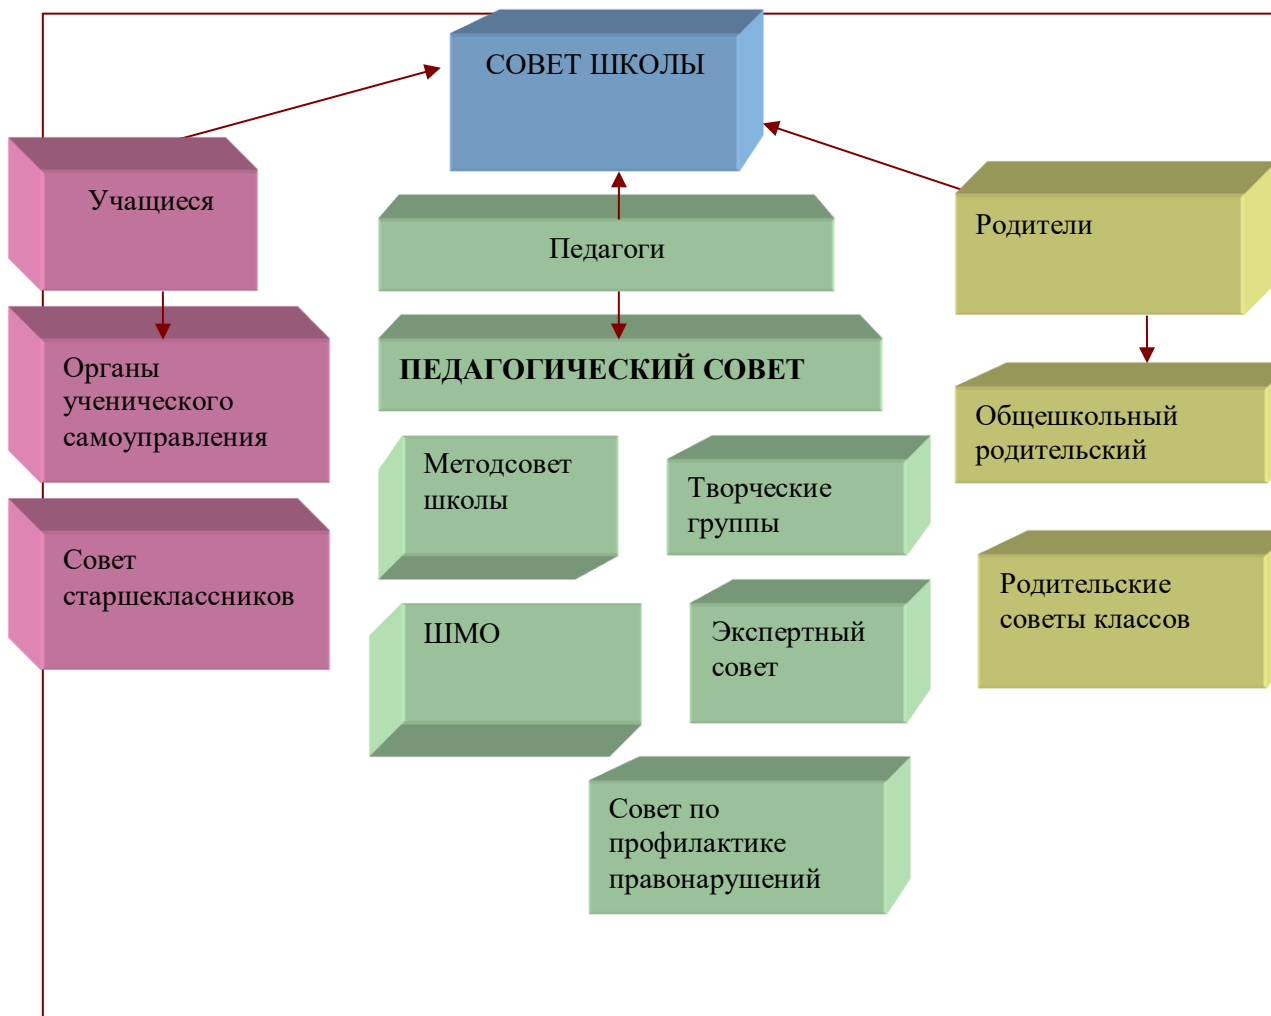 СОВЕТ ШКОЛЫ
Учащиеся
Педагоги
Родители
Органы
ученического
самоуправления
ПЕДАГОГИЧЕСКИЙ СОВЕТ
Общешкольный
родительский
Методсовет
школы
Творческие
группы
Совет
старшеклассников
Родительские
советы классов
ШМО
Экспертный
совет
Совет по
профилактике
правонарушений